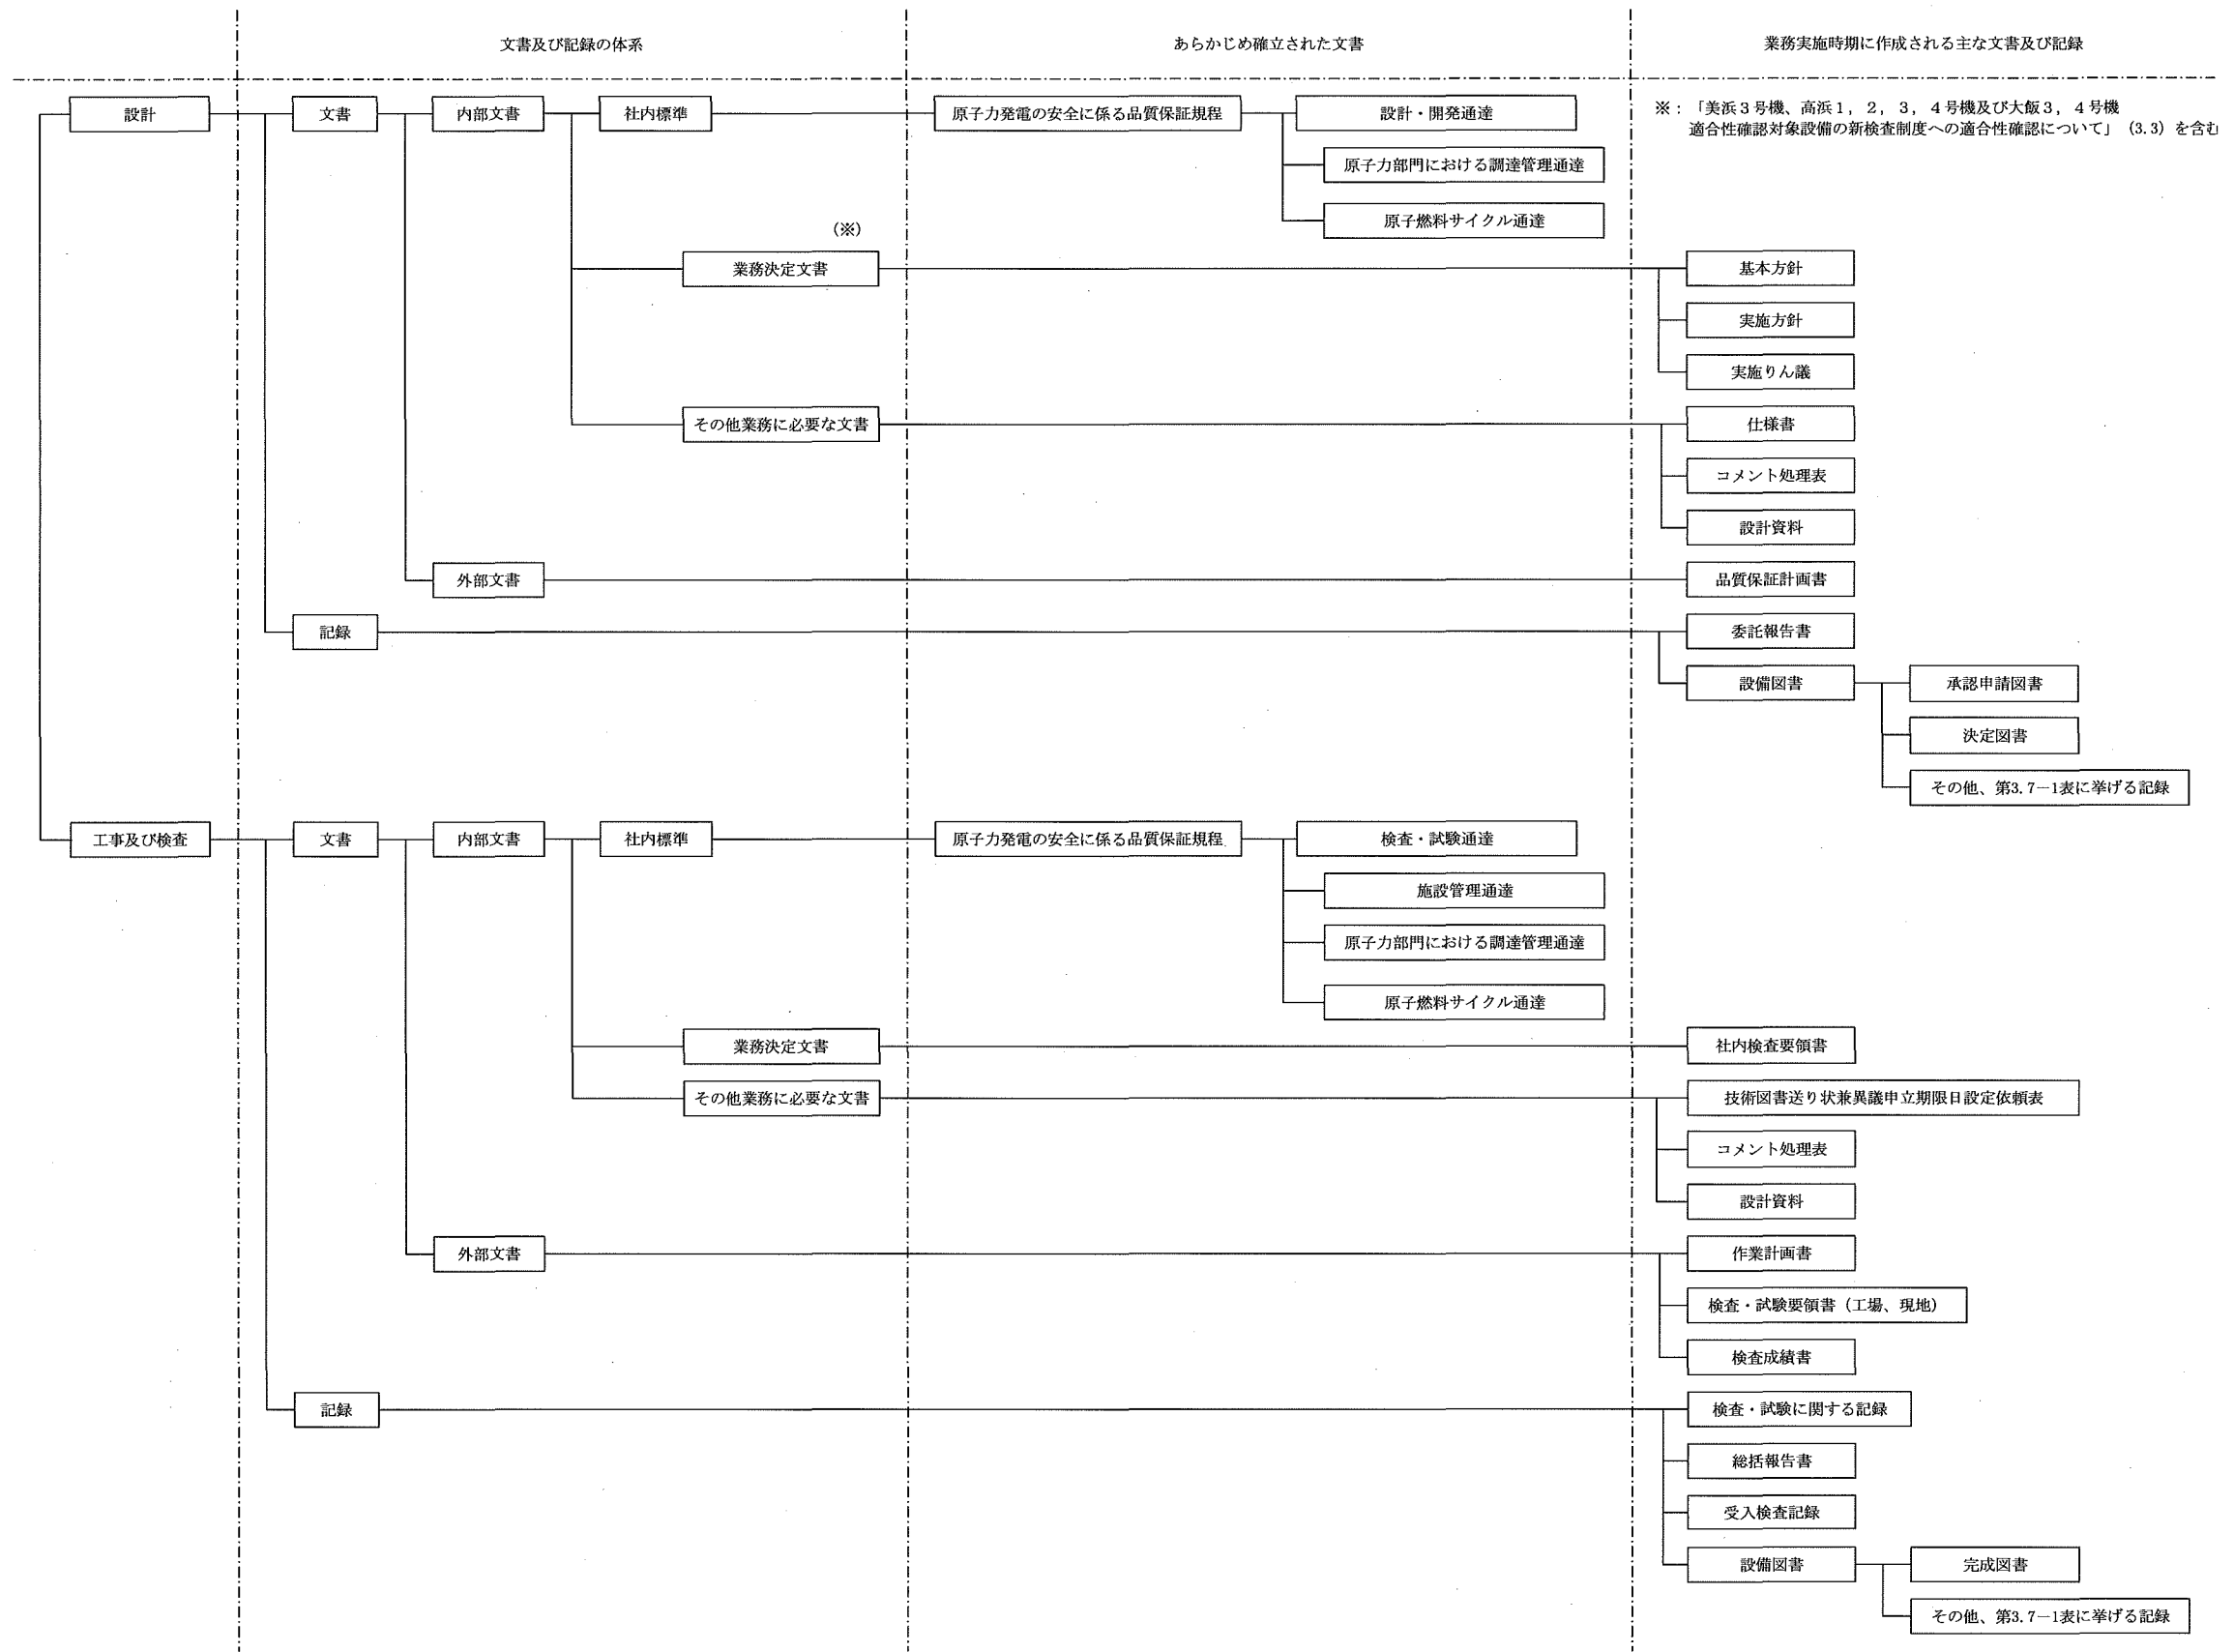 文書及び記録の体系
あらかじめ確立された文書
業務実施時期に作成される主な文書及び記録
設計
文書
内部文書
社内標準
原子力発電の安全に係る品質保証規程
設計・開発通達
※:「美浜3号機、高浜1,2,3,4号機及び大飯3,4号機
適合性確認対象設備の新検査制度への適合性確認について」(3.3)を含む
原子力部門における調達管理通達
原子燃料サイクル通達
(※)
業務決定文書
基本方針
実施方針
実施りん議
その他業務に必要な文書
仕様書
コメント処理表
設計資料
外部文書
品質保証計画書
記録
委託報告書
設備図書
承認申請図書
決定図書
その他、第3.7-1表に挙げる記録
工事及び検査
文書
内部文書
社内標準
原子力発電の安全に係る品質保証規程
検査・試験通達
施設管理通達
原子力部門における調達管理通達
原子燃料サイクル通達
業務決定文書
社内検査要領書
その他業務に必要な文書
技術図書送り状兼異議申立期限日設定依頼表
コメント処理表
設計資料
外部文書
作業計画書
検査・試験要領書(工場、現地)
検査成績書
記録
検査・試験に関する記録
総括報告書
受入検査記録
設備図書
完成図書
その他、第3.7-1表に挙げる記録